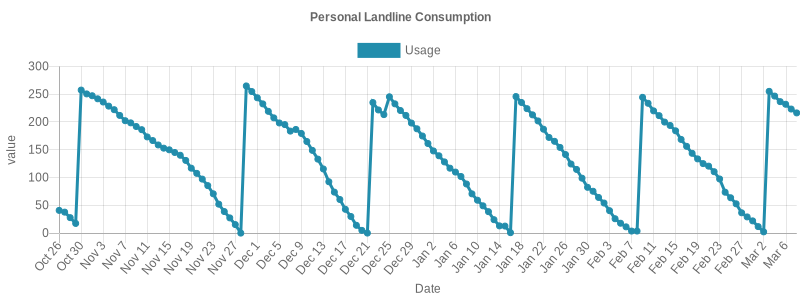 Personal Landline Consumption
Usage
300
250
200
150
100
50
0
value
Oct 26
Oct 30
Nov 3
Nov 7
Nov 11
Nov 15
Nov 19
Nov 23
Nov 27
Dec 1
Dec 5
Dec 9
Dec 13
Dec 17
Dec 21
Dec 25
Dec 29
Jan 2
Jan 6
Jan 10
Jan 14
Jan 18
Jan 22
Jan 26
Jan 30
Feb 3
Feb 7
Feb 11
Feb 15
Feb 19
Feb 23
Feb 27
Mar 2
Mar 6
Date